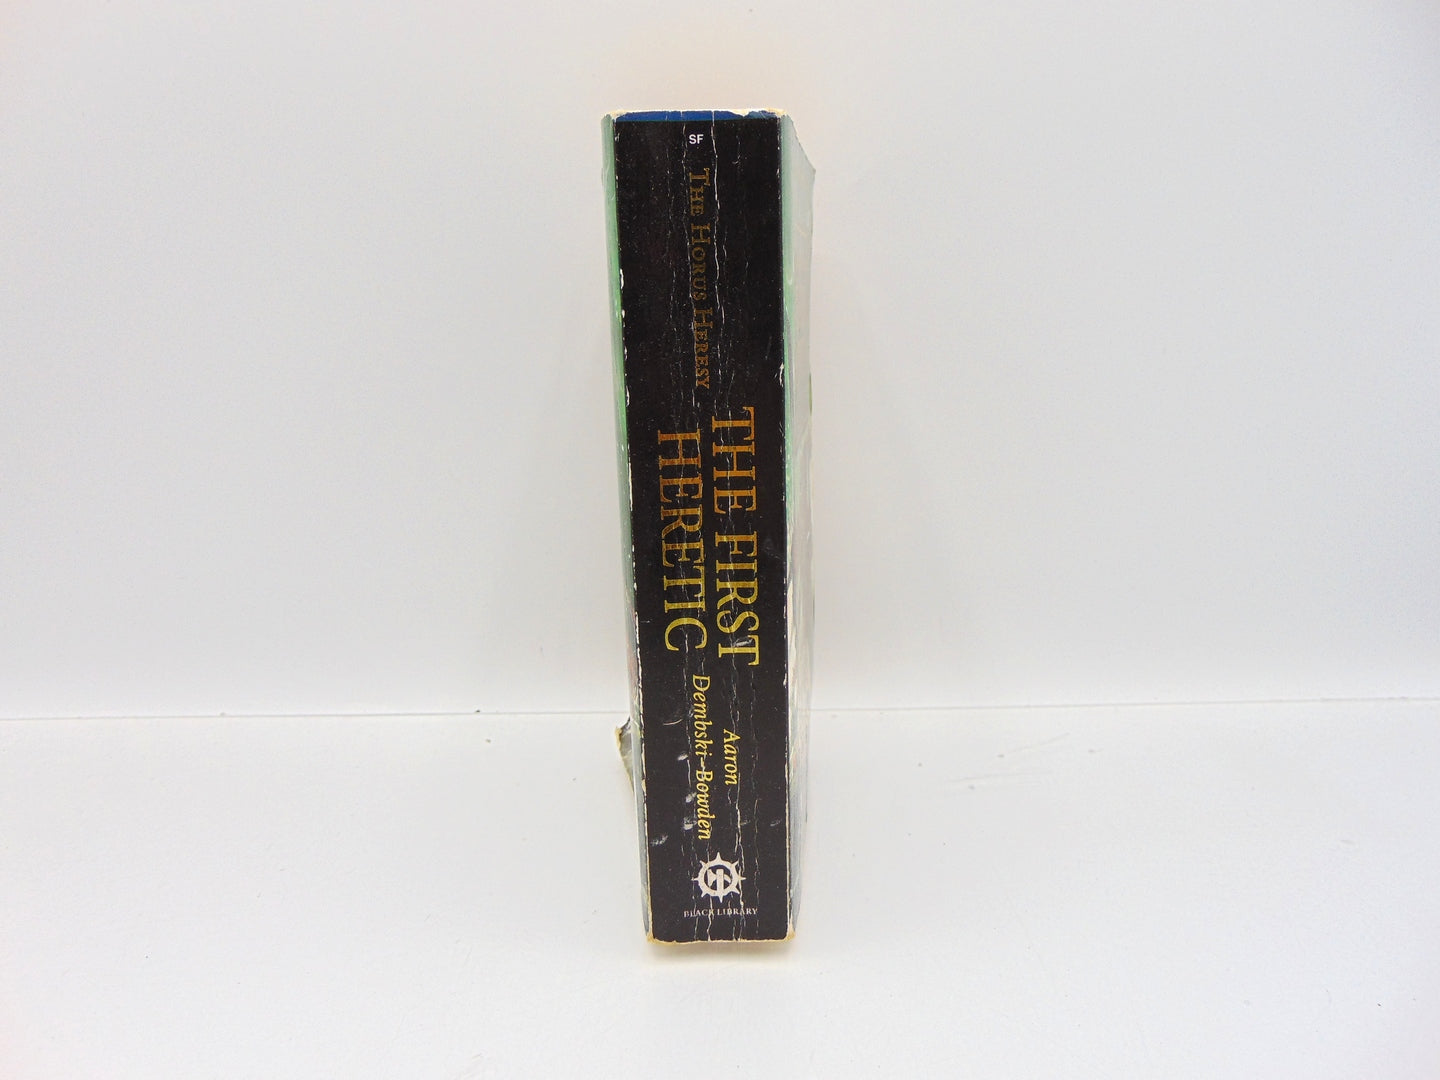 SF
THE HORUS HERESY
THE FIRST
HERETIC
Aaron
Dembski-Bowden
BLACK LIBRARY